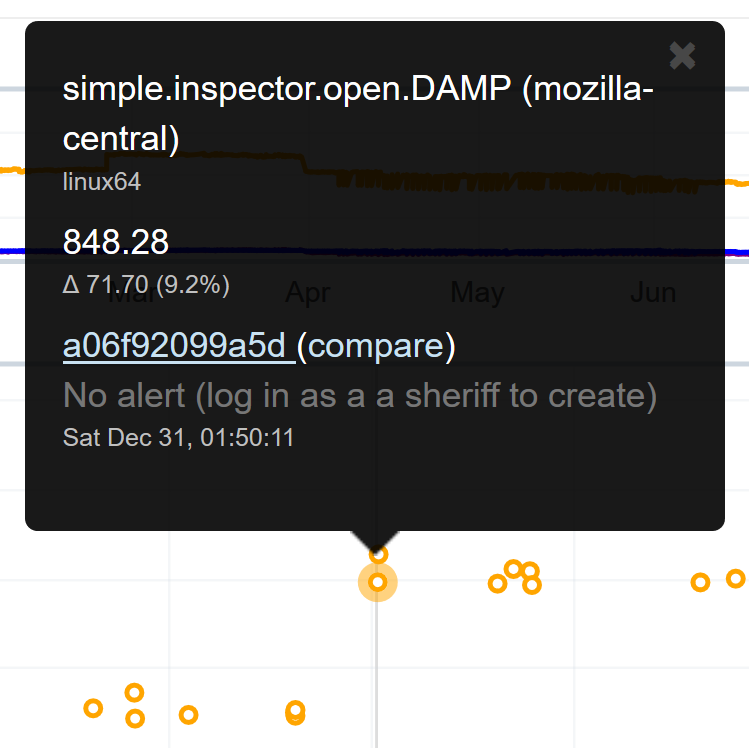 simple.inspector.open.DAMP (mozilla-
central)
linux64
848.28
Δ 71.70 (9.2%)
Mar Apr May Jun
a06f92099a5d (compare)
No alert (log in as a a sheriff to create)
Sat Dec 31, 01:50:11